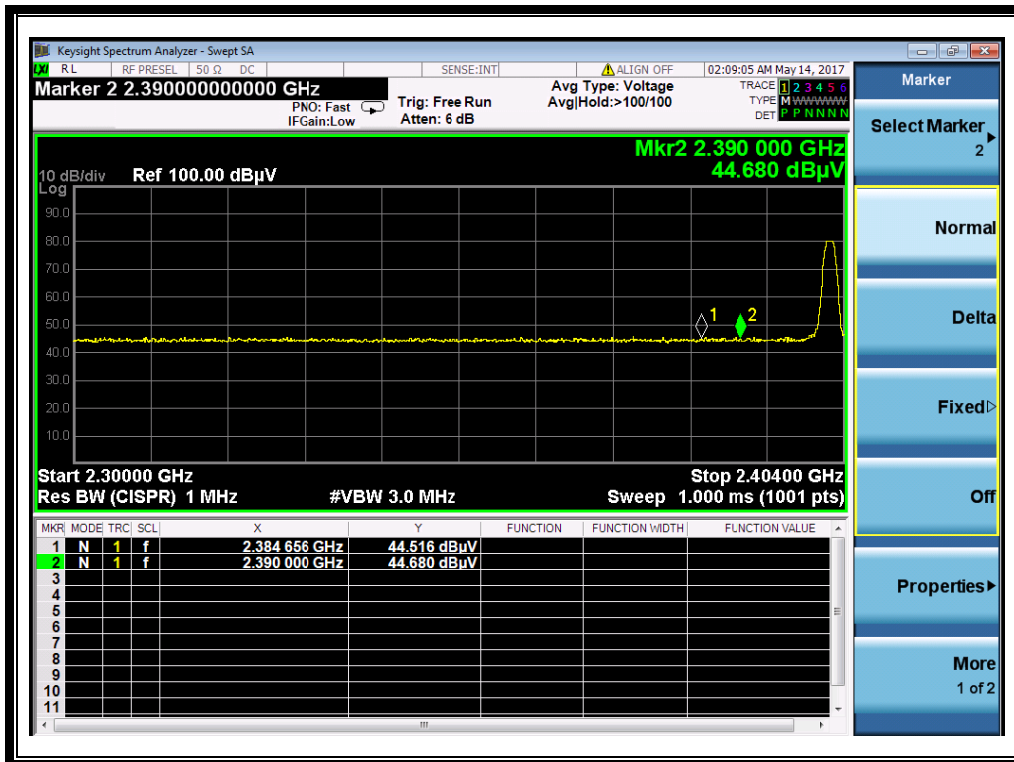 Keysight Spectrum Analyzer - Swept SA
LXI RL RF PRESEL 50 Ω DC SENSE:INT ALIGN OFF 02:09:05 AM May 14, 2017
Marker 2 2.390000000000 GHz
PNO: Fast
IFGain:Low
Trig: Free Run
Atten: 6 dB
Avg Type: Voltage
Avg|Hold:>100/100
TRACE 1 2 3 4 5 6
TYPE M WWWWW
DET P P N N N N
Mkr2 2.390 000 GHz
44.680 dBµV
10 dB/div Ref 100.00 dBµV
Log
90.0
80.0
70.0
60.0
50.0
40.0
30.0
20.0
10.0
1
2
Start 2.30000 GHz Stop 2.40400 GHz
Res BW (CISPR) 1 MHz #VBW 3.0 MHz Sweep 1.000 ms (1001 pts)
MKR MODE TRC SCL X Y FUNCTION FUNCTION WIDTH FUNCTION VALUE
1 N 1 f 2.384 656 GHz 44.516 dBµV
2 N 1 f 2.390 000 GHz 44.680 dBµV
3
4
5
6
7
8
9
10
11
Marker
Select Marker
2
Normal
Delta
Fixed
Off
Properties
More
1 of 2